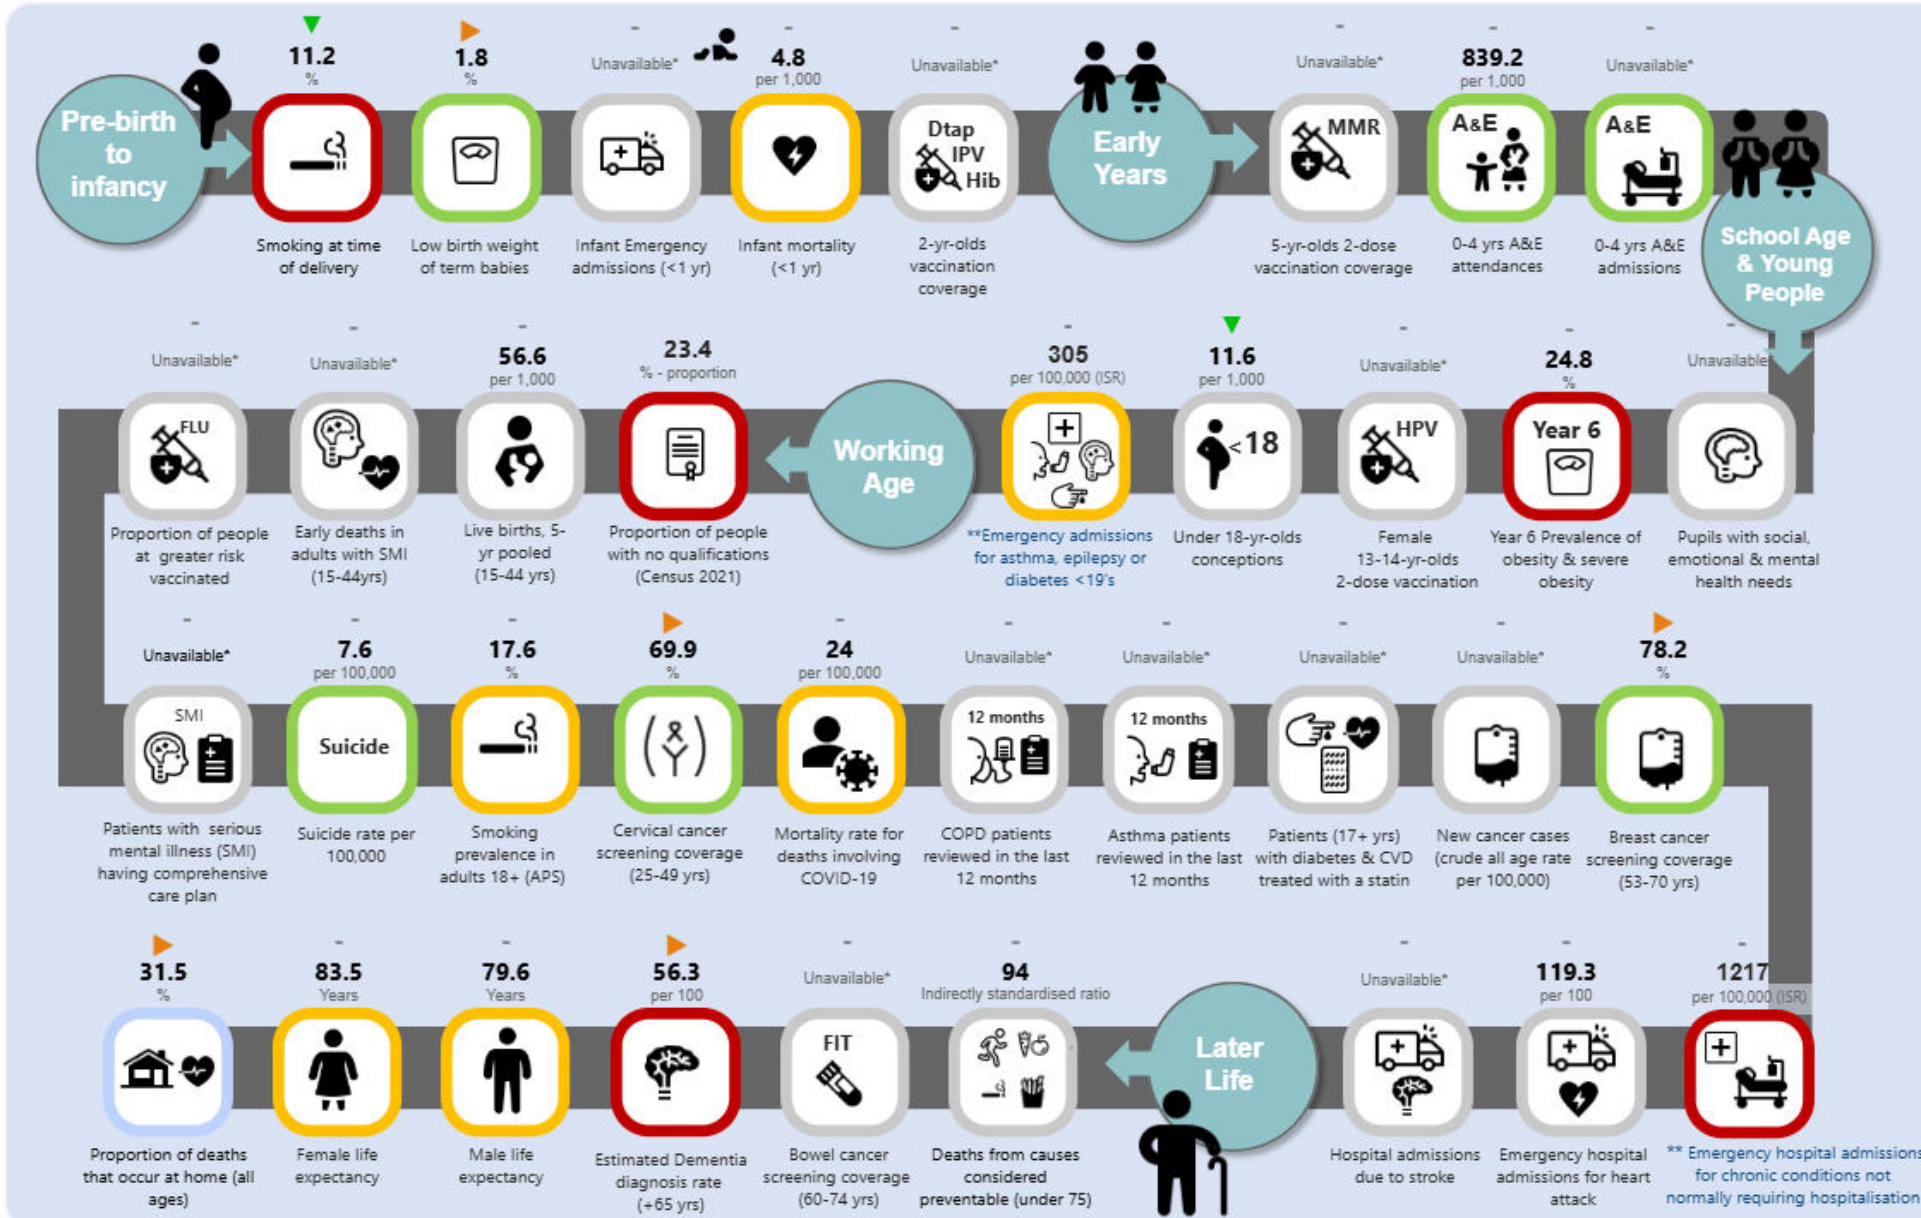 Pre-birth
to
infancy
11.2
%
Smoking at time
of delivery
1.8
%
Low birth weight
of term babies
Unavailable*
Infant Emergency
admissions (<1 yr)
4.8
per 1,000
Infant mortality
(<1 yr)
Unavailable*
Dtap
IPV
Hib
2-yr-olds
vaccination
coverage
Early
Years
Unavailable*
MMR
5-yr-olds 2-dose
vaccination coverage
839.2
per 1,000
A&E
0-4 yrs A&E
attendances
Unavailable*
A&E
0-4 yrs A&E
admissions
School Age
& Young
People
Unavailable
Pupils with social,
emotional & mental
health needs
24.8
%
Year 6
Year 6 Prevalence of
obesity & severe
obesity
Unavailable*
HPV
Female
13-14-yr-olds
2-dose vaccination
11.6
per 1,000
<18
Under 18-yr-olds
conceptions
305
per 100,000 (ISR)
**Emergency admissions
for asthma, epilepsy or
diabetes <19's
Working
Age
23.4
% - proportion
Proportion of people
with no qualifications
(Census 2021)
56.6
per 1,000
Live births, 5-
yr pooled
(15-44 yrs)
Unavailable*
Early deaths in
adults with SMI
(15-44yrs)
Unavailable*
FLU
Proportion of people
at greater risk
vaccinated
Unavailable*
SMI
Patients with serious
mental illness (SMI)
having comprehensive
care plan
7.6
per 100,000
Suicide
Suicide rate per
100,000
17.6
%
Smoking
prevalence in
adults 18+ (APS)
69.9
%
Cervical cancer
screening coverage
(25-49 yrs)
24
per 100,000
Mortality rate for
deaths involving
COVID-19
Unavailable*
12 months
COPD patients
reviewed in the last
12 months
Unavailable*
12 months
Asthma patients
reviewed in the last
12 months
Unavailable*
Patients (17+ yrs)
with diabetes & CVD
treated with a statin
Unavailable*
New cancer cases
(crude all age rate
per 100,000)
78.2
%
Breast cancer
screening coverage
(53-70 yrs)
1217
per 100,000 (ISR)
** Emergency hospital admissions
for chronic conditions not
normally requiring hospitalisation
119.3
per 100
Emergency hospital
admissions for heart
attack
Unavailable*
Hospital admissions
due to stroke
Later
Life
94
Indirectly standardised ratio
Deaths from causes
considered
preventable (under 75)
Unavailable*
FIT
Bowel cancer
screening coverage
(60-74 yrs)
56.3
per 100
Estimated Dementia
diagnosis rate
(+65 yrs)
79.6
Years
Male life
expectancy
83.5
Years
Female life
expectancy
31.5
%
Proportion of deaths
that occur at home (all
ages)